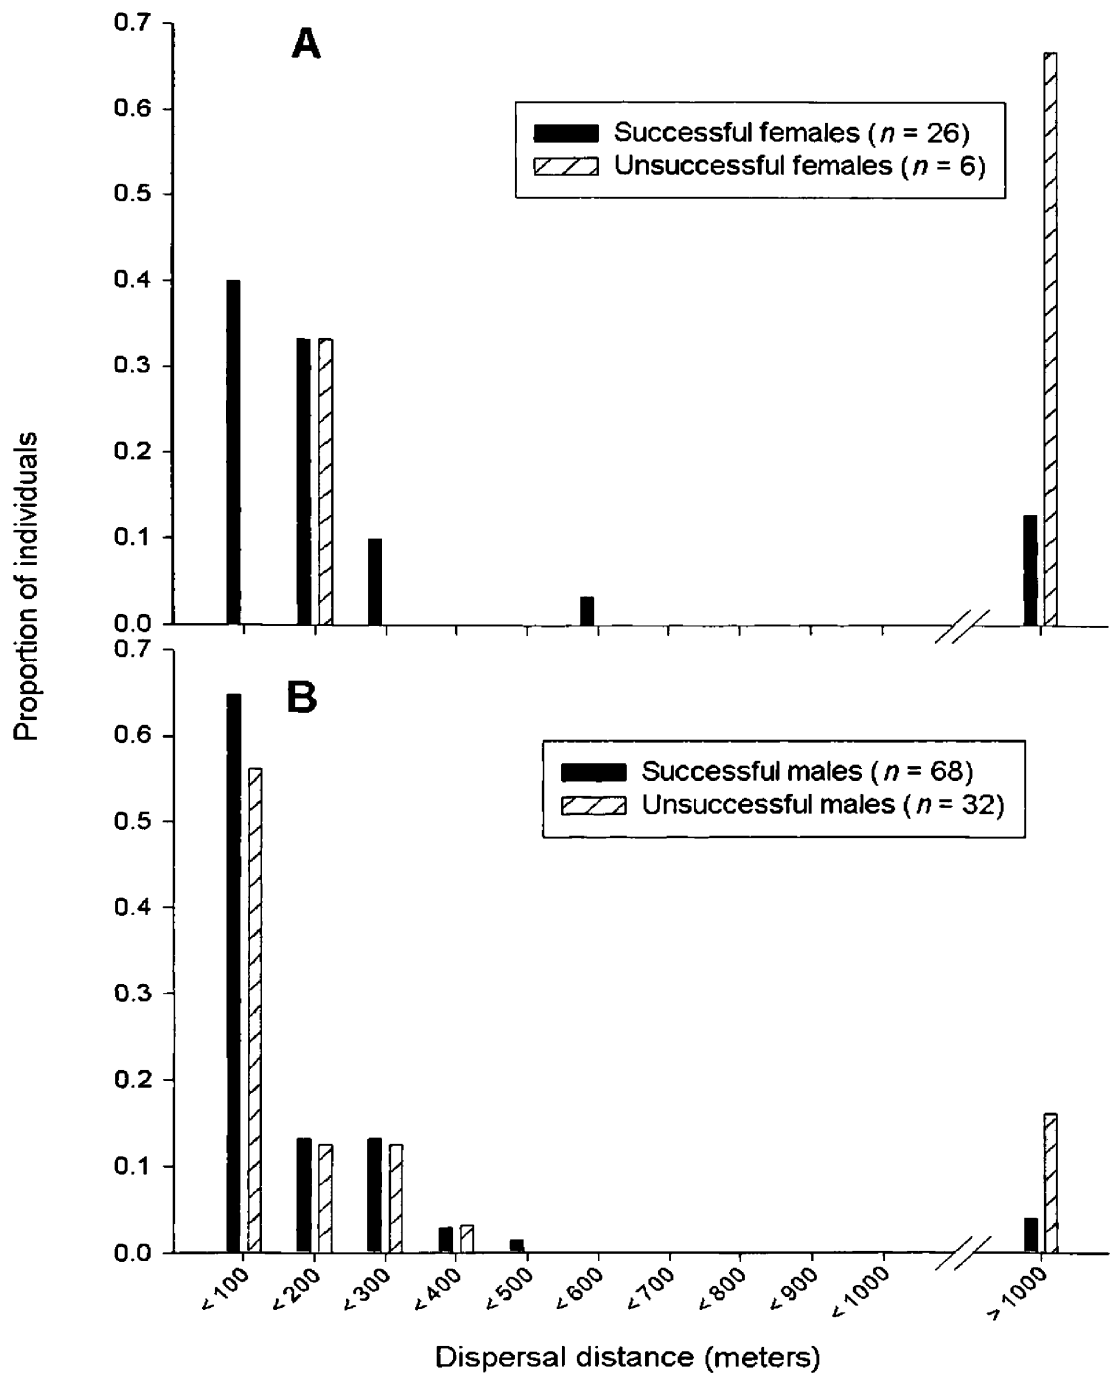 0.7
A
0.6
Successful females (n = 26)
Unsuccessful females (n = 6)
0.5
0.4
0.3
0.2
0.1
0.0
Proportion of individuals
0.7
B
0.6
Successful males (n = 68)
Unsuccessful males (n = 32)
0.5
0.4
0.3
0.2
0.1
0.0
< 100 < 200 < 300 < 400 < 500 < 600 < 700 < 800 < 900 < 1000 > 1000
Dispersal distance (meters)